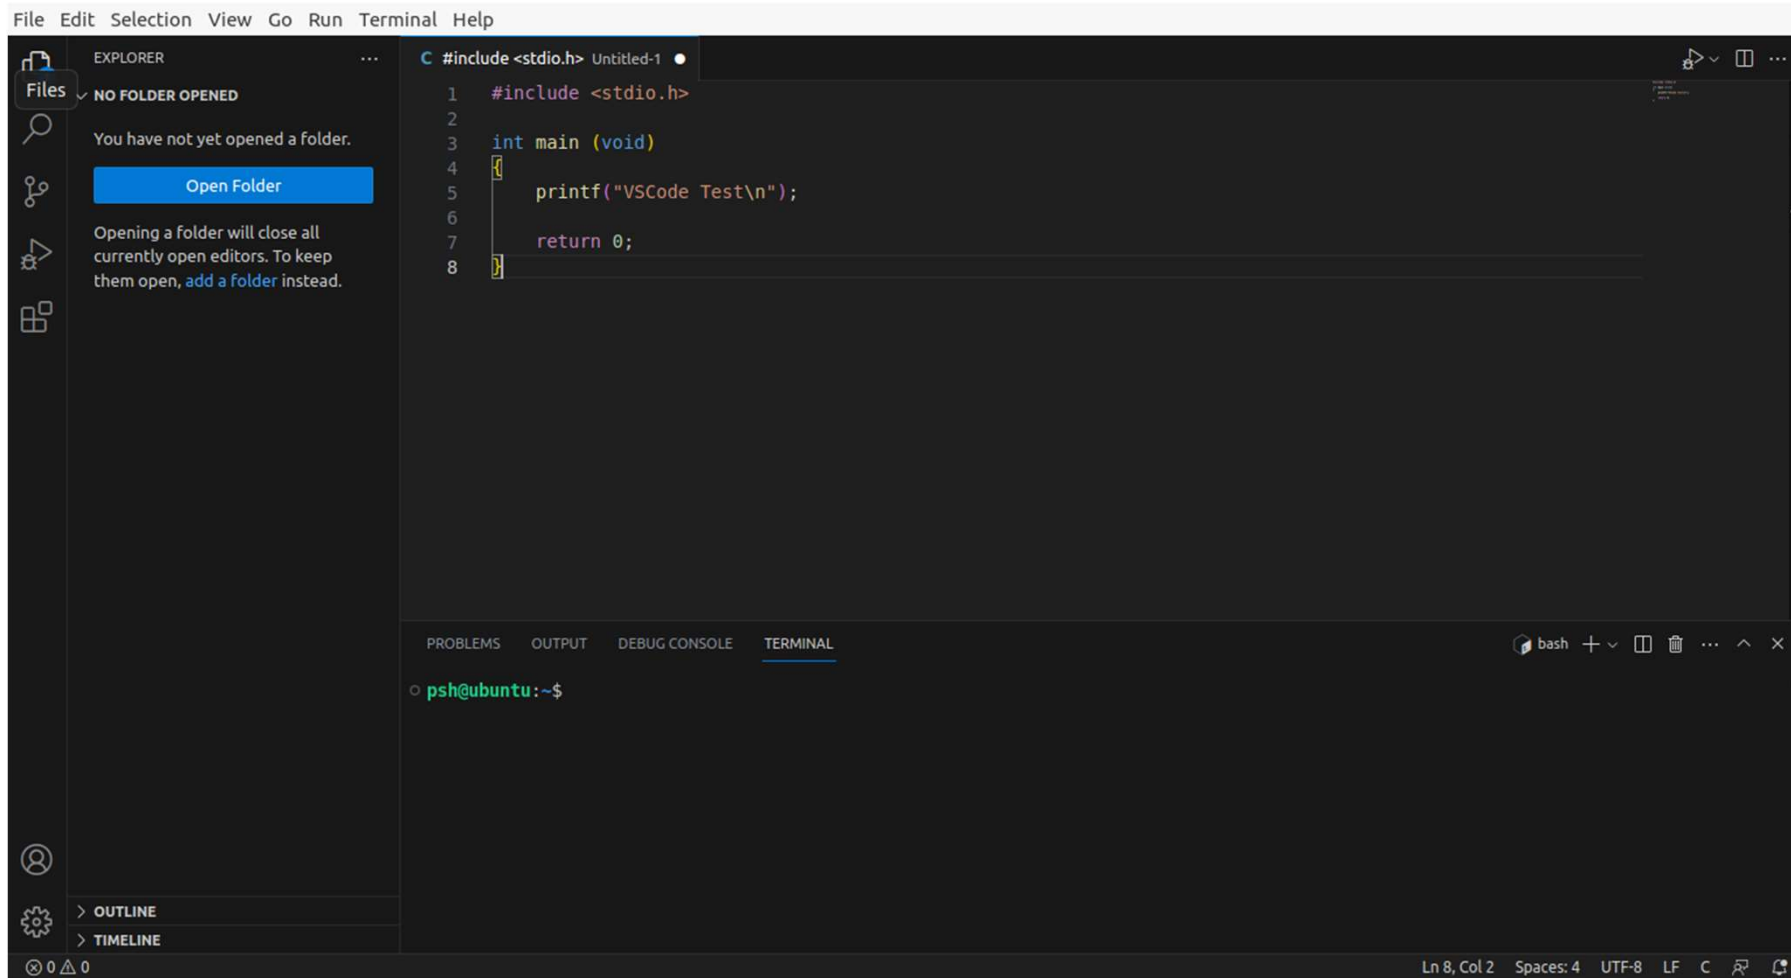 File Edit Selection View Go Run Terminal Help
EXPLORER
Files
NO FOLDER OPENED
You have not yet opened a folder.
Open Folder
Opening a folder will close all
currently open editors. To keep
them open, add a folder instead.
OUTLINE
TIMELINE
C #include <stdio.h> Untitled-1
1 #include <stdio.h>
2
3 int main (void)
4 {
5     printf("VSCode Test\n");
6
7     return 0;
8 }
PROBLEMS OUTPUT DEBUG CONSOLE TERMINAL
bash
psh@ubuntu:~$
0 0
Ln 8, Col 2 Spaces: 4 UTF-8 LF C